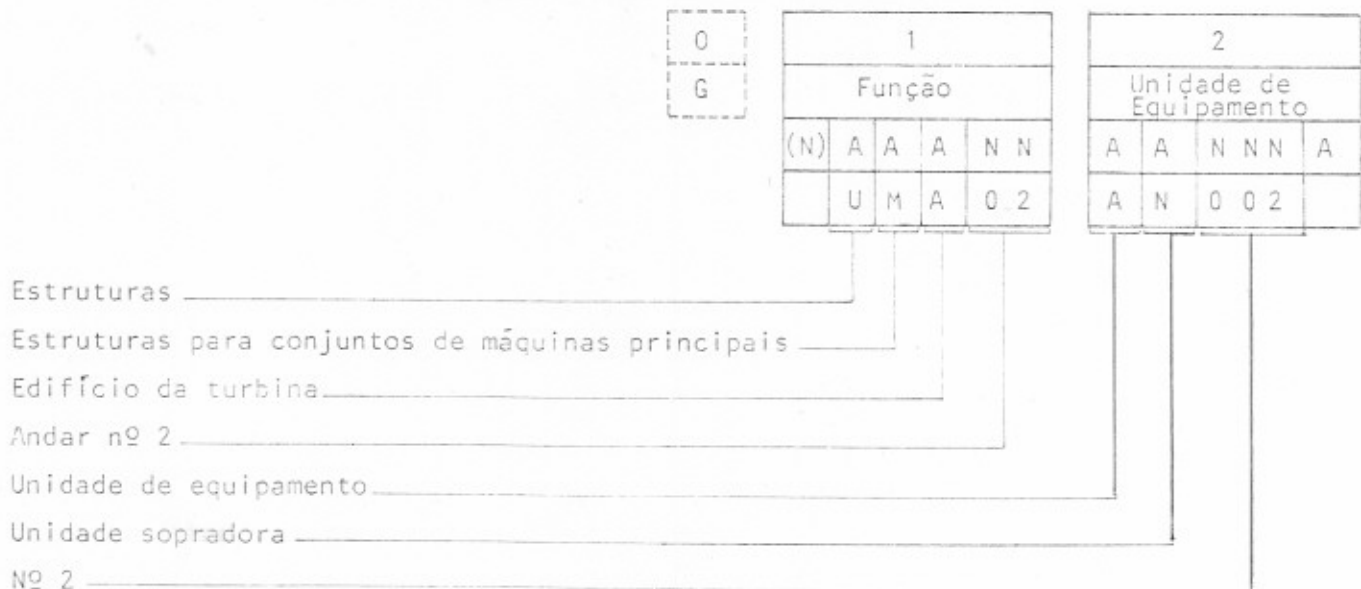 0 1 2
G Função Unidade de
Equipamento
(N) A A A N N A A N N N A
U M A 0 2 A N 0 0 2
Estruturas
Estruturas para conjuntos de máquinas principais
Edifício da turbina
Andar nº 2
Unidade de equipamento
Unidade sopradora
Nº 2